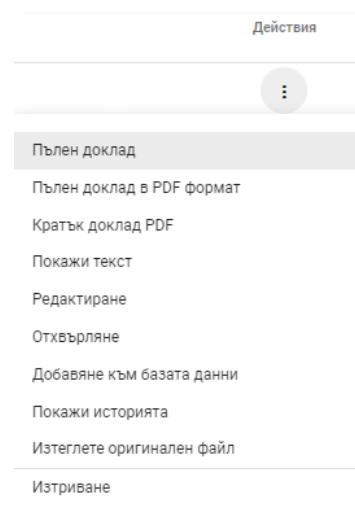 Действия
Пълен доклад
Пълен доклад в PDF формат
Кратък доклад PDF
Покажи текст
Редактиране
Отхвърляне
Добавяне към базата данни
Покажи историята
Изтеглете оригинален файл
Изтриване